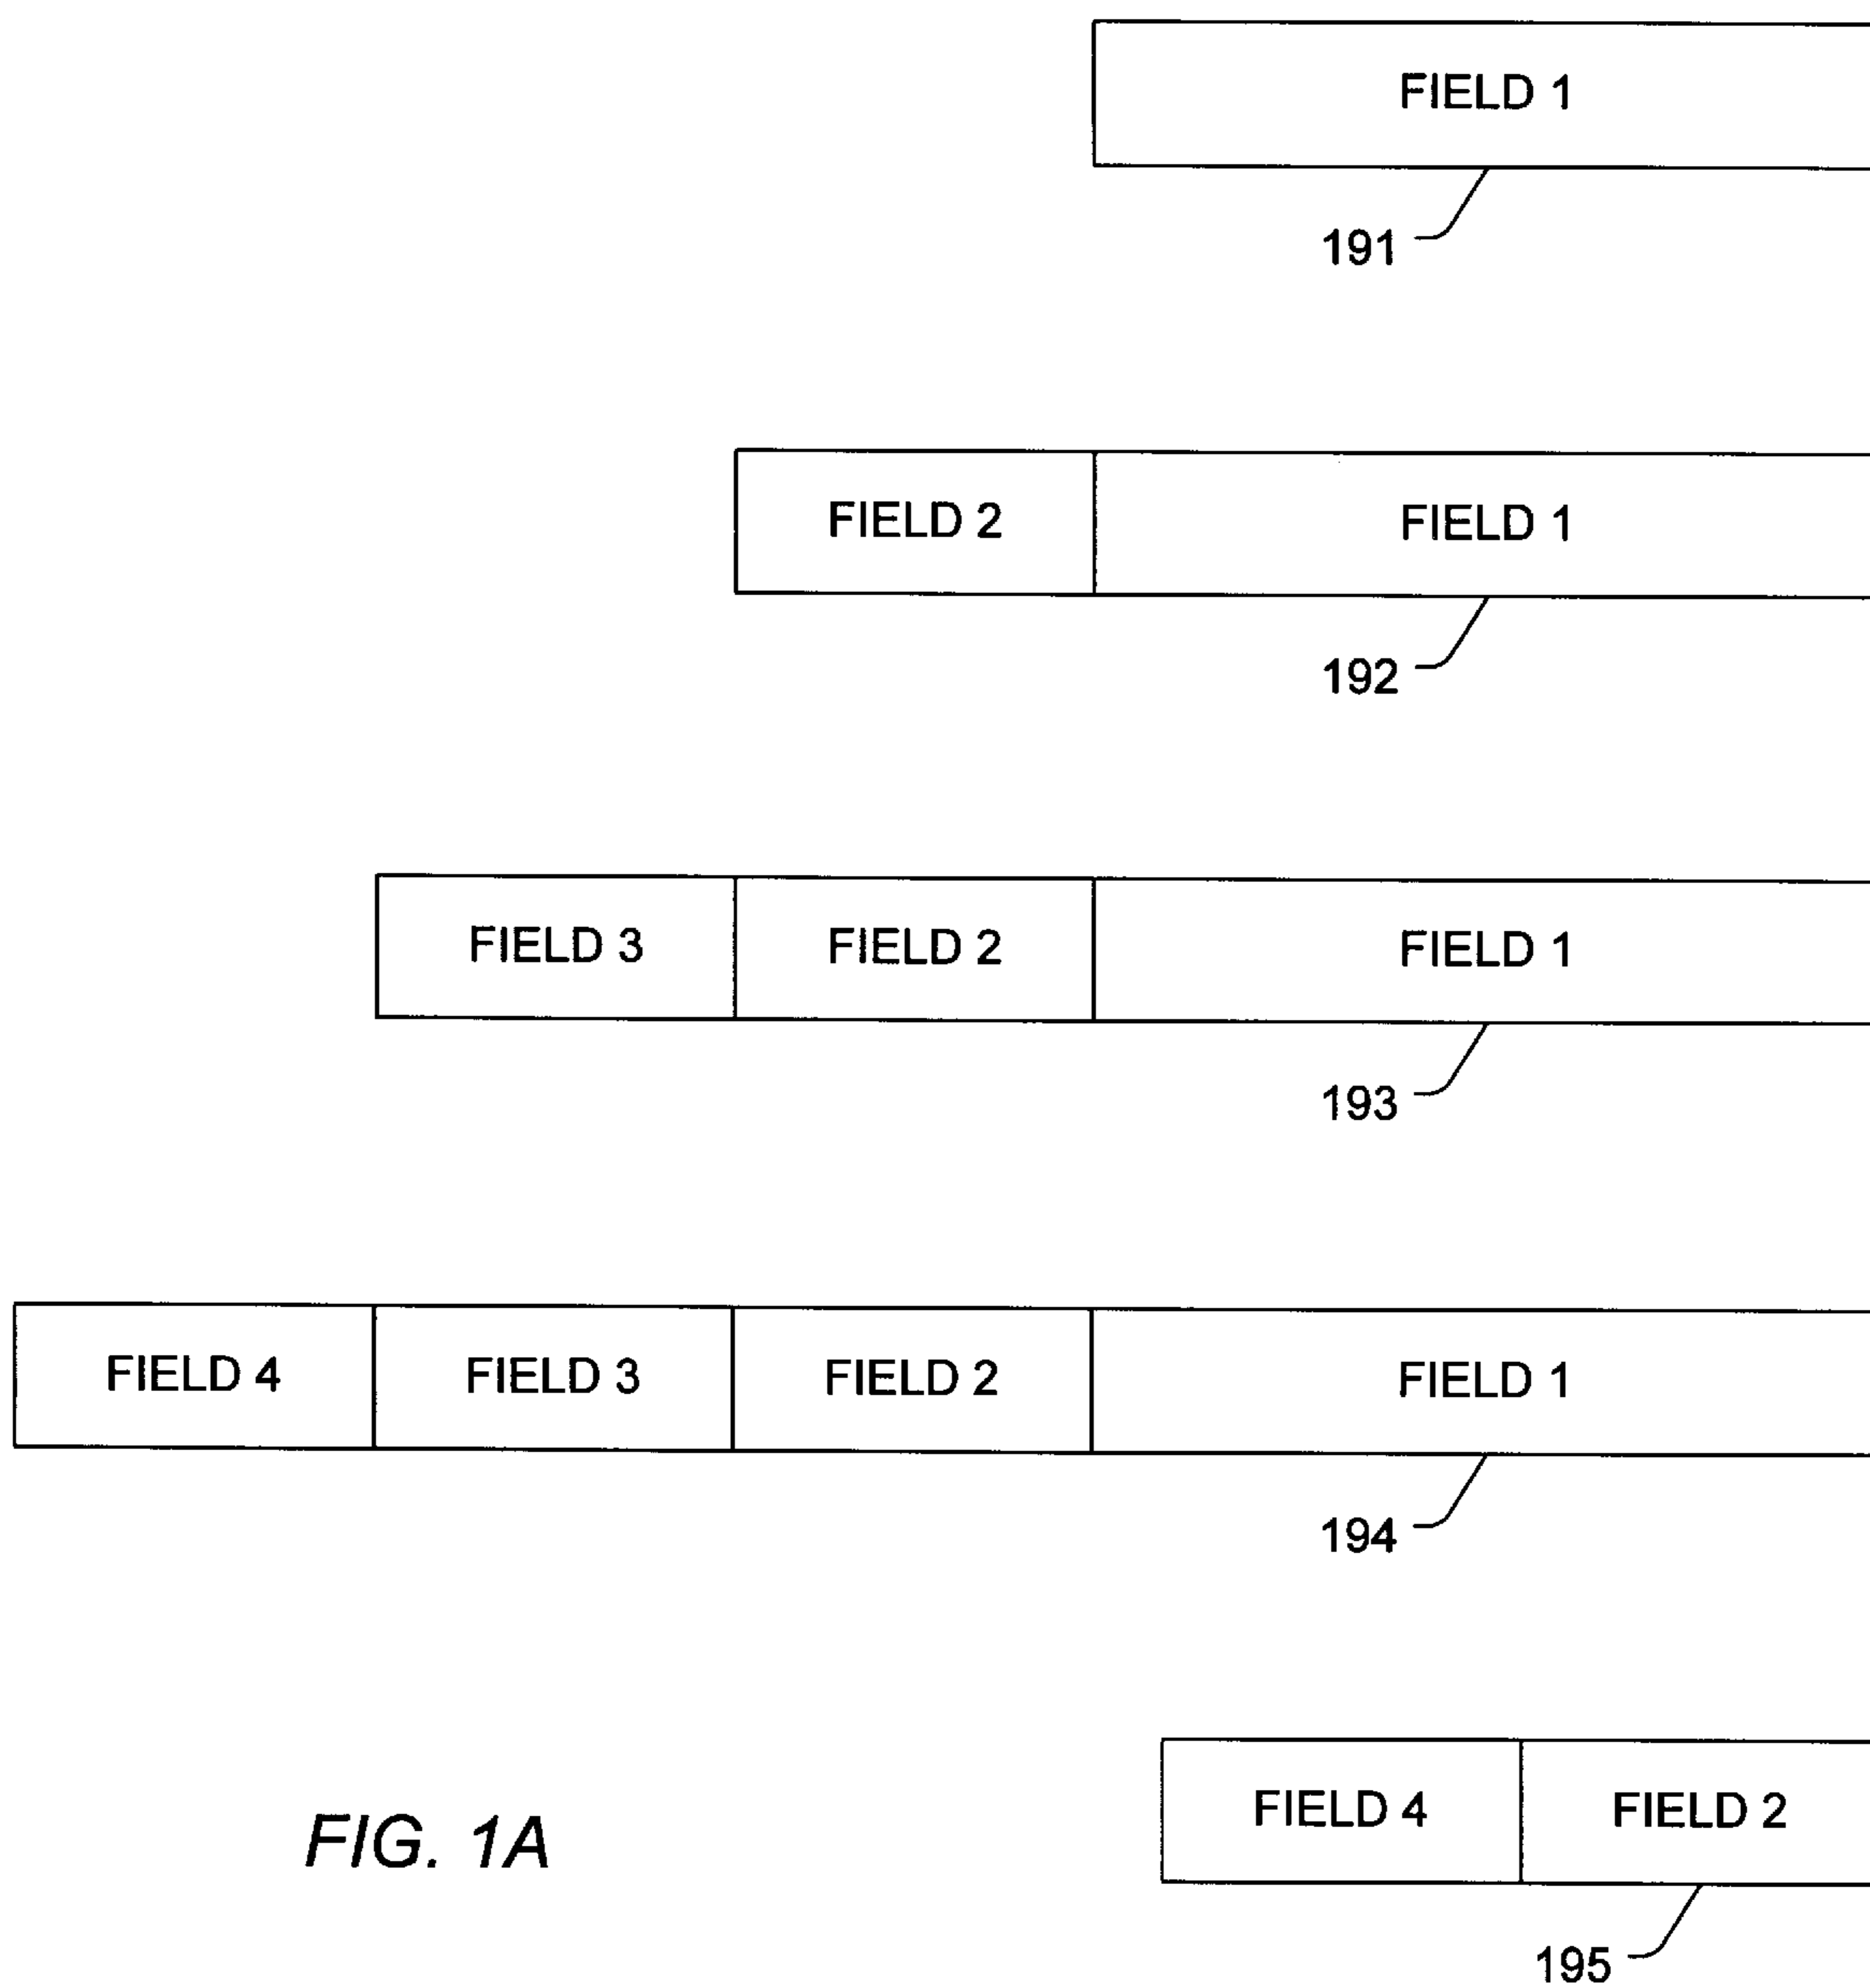 FIELD 1
191
FIELD 2 FIELD 1
192
FIELD 3 FIELD 2 FIELD 1
193
FIELD 4 FIELD 3 FIELD 2 FIELD 1
194
FIELD 4 FIELD 2
FIG. 1A
195